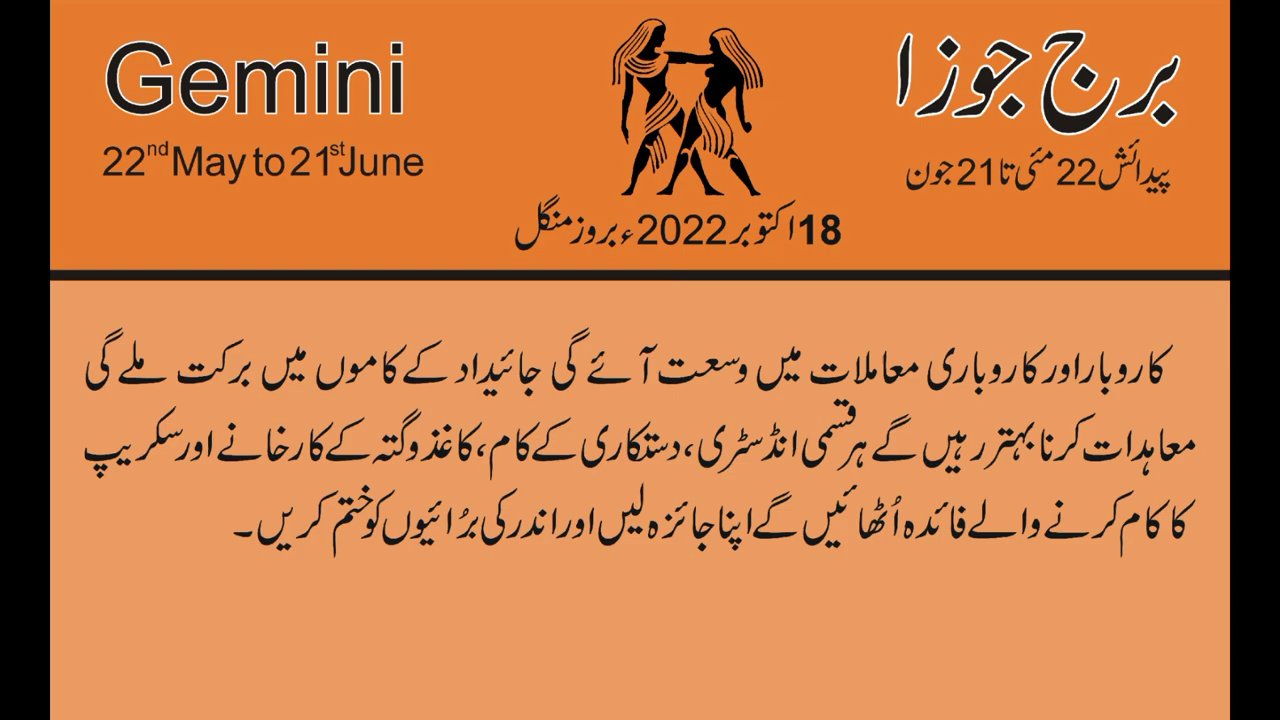 Gemini
برج جوزا
22nd May to 21st June
پیدائش 22 مئی تا 21 جون
18 اکتوبر 2022ء بروز منگل
کاروبار اور کاروباری معاملات میں وسعت آئے گی جائیداد کے کاموں میں برکت ملے گی
معاہدات کرنا بہتر رہیں گے ہر قسمی انڈسٹری، دستکاری کے کام، کاغذ و گتہ کے کارخانے اور سکریپ
کا کام کرنے والے فائدہ اُٹھائیں گے اپنا جائزہ لیں اور اندر کی بُرائیوں کو ختم کریں۔